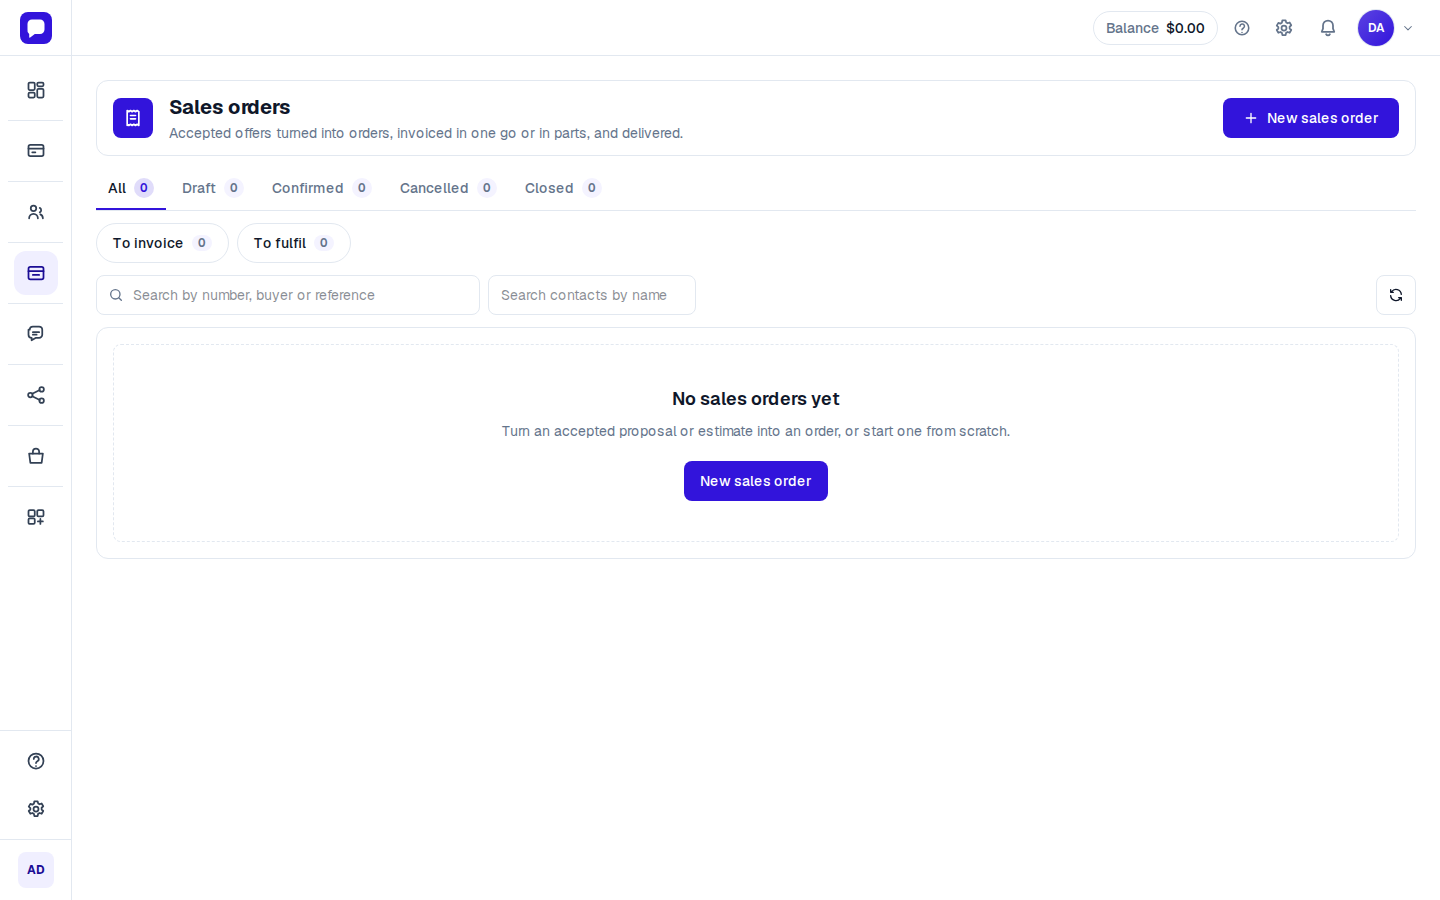 Balance $0.00
DA
Sales orders
Accepted offers turned into orders, invoiced in one go or in parts, and delivered.
New sales order
All 0
Draft 0
Confirmed 0
Cancelled 0
Closed 0
To invoice 0
To fulfil 0
Search by number, buyer or reference
Search contacts by name
No sales orders yet
Turn an accepted proposal or estimate into an order, or start one from scratch.
New sales order
AD